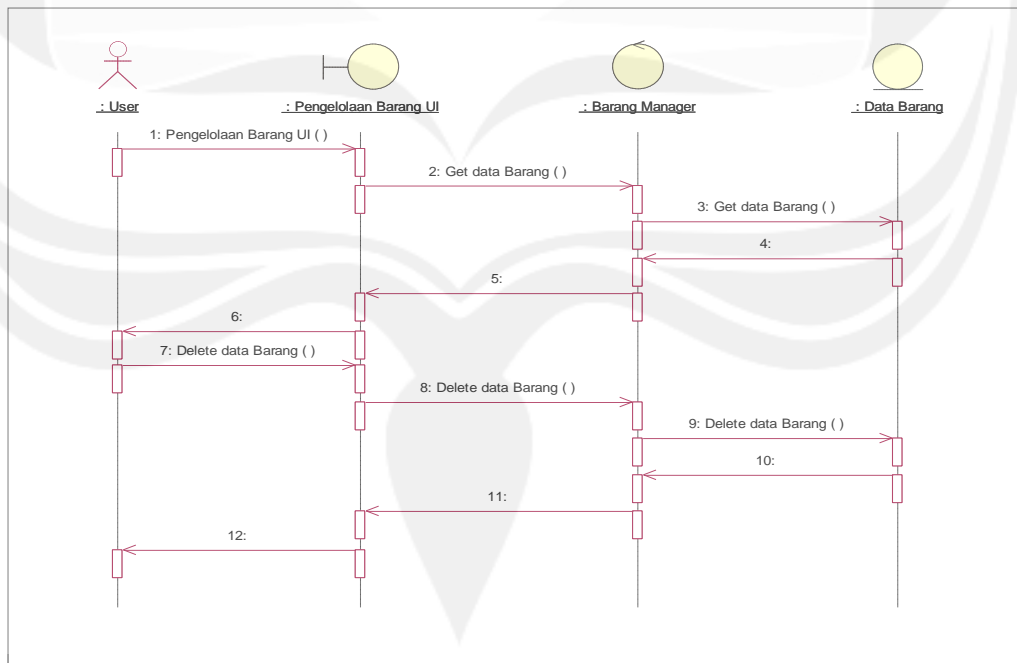 : User
: Pengelolaan Barang UI
: Barang Manager
: Data Barang
1: Pengelolaan Barang UI ( )
2: Get data Barang ( )
3: Get data Barang ( )
4:
5:
6:
7: Delete data Barang ( )
8: Delete data Barang ( )
9: Delete data Barang ( )
10:
11:
12: